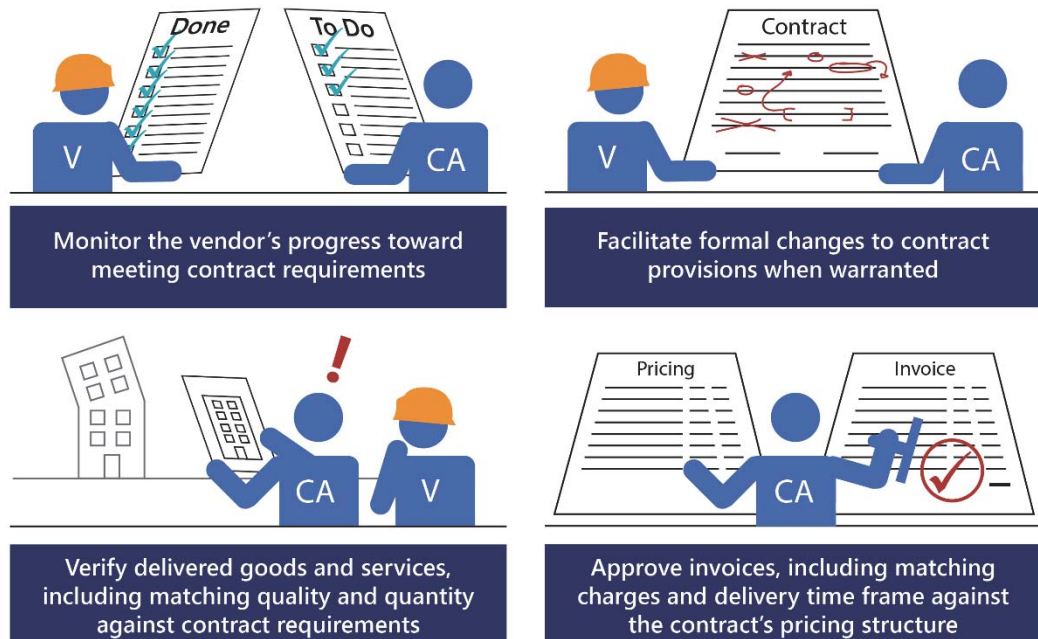 Done
To Do
V
CA
Monitor the vendor's progress toward
meeting contract requirements
Contract
V
CA
Facilitate formal changes to contract
provisions when warranted
CA
V
Verify delivered goods and services,
including matching quality and quantity
against contract requirements
Pricing
Invoice
CA
Approve invoices, including matching
charges and delivery time frame against
the contract's pricing structure